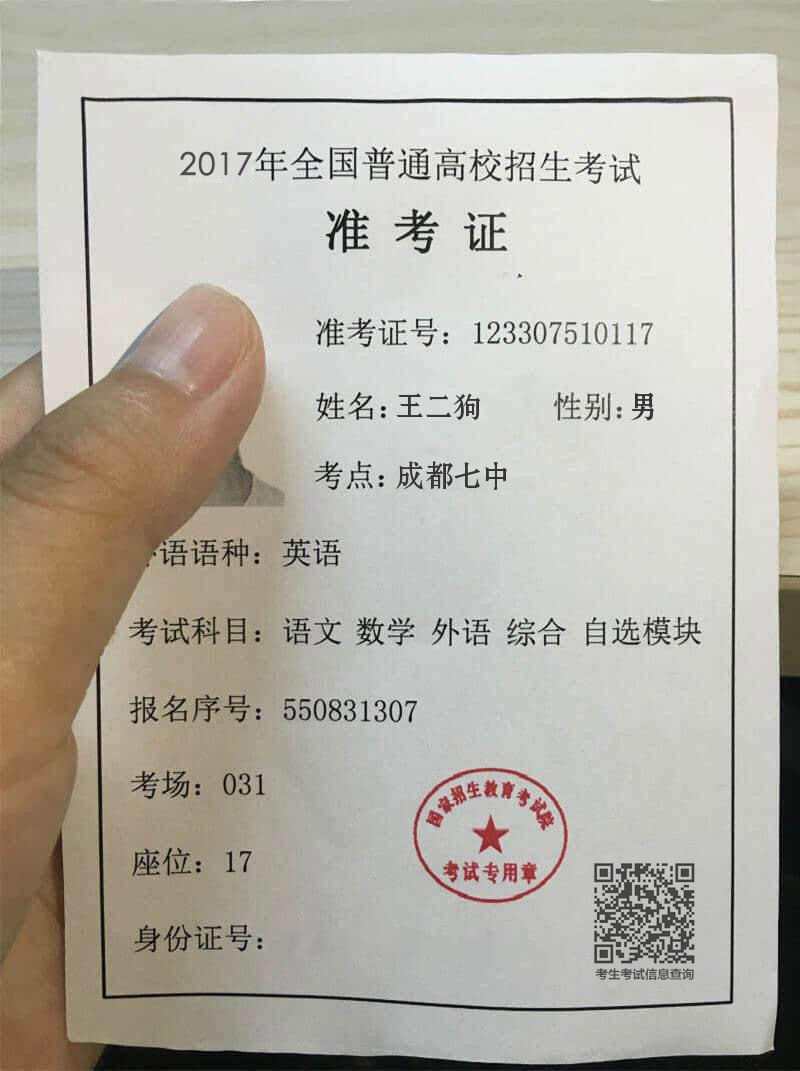 2017年全国普通高校招生考试
准考证
准考证号：123307510117
姓名：王二狗 性别：男
考点：成都七中
语语种：英语
考试科目：语文 数学 外语 综合 自选模块
报名序号：550831307
考场：031
座位：17
身份证号：
国家招生教育考试院
考试专用章
考生考试信息查询